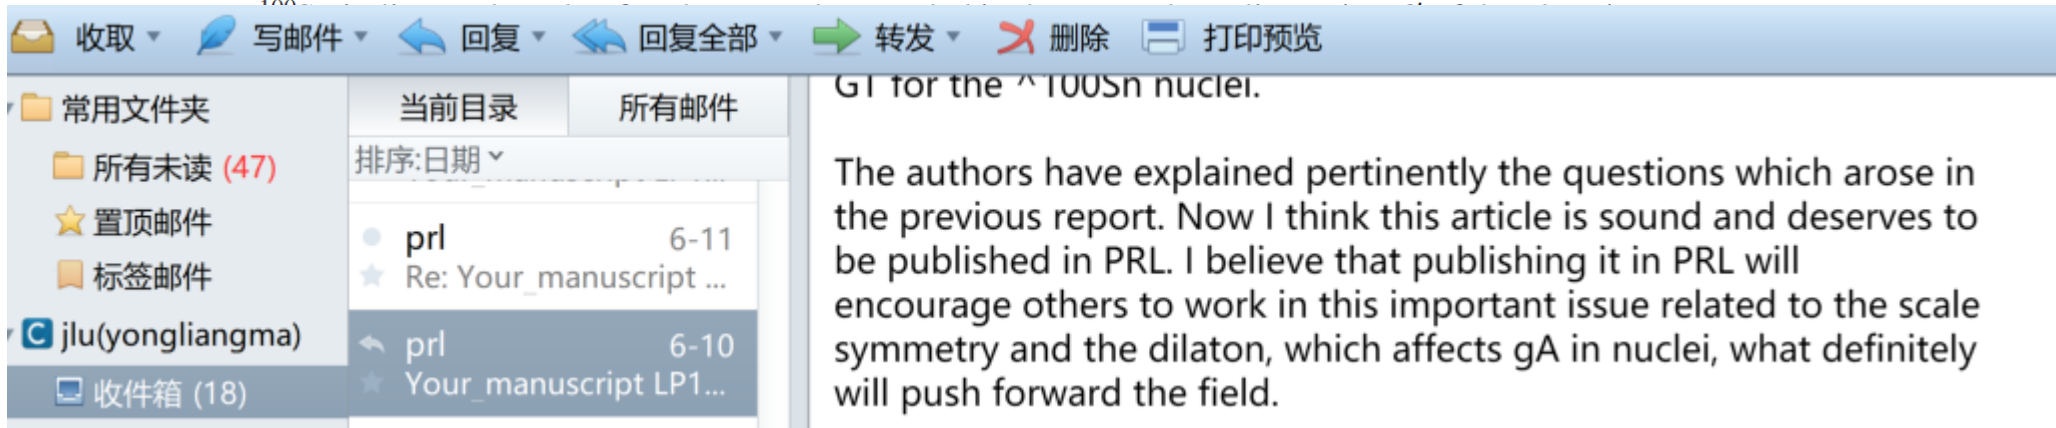 收取 写邮件 回复 回复全部 转发 删除 打印预览
常用文件夹
所有未读 (47)
置顶邮件
标签邮件
jlu(yongliangma)
收件箱 (18)
当前目录 所有邮件
排序:日期
prl 6-11
Re: Your_manuscript ...
prl 6-10
Your_manuscript LP1...
GT for the ^100Sn nuclei.
The authors have explained pertinently the questions which arose in
the previous report. Now I think this article is sound and deserves to
be published in PRL. I believe that publishing it in PRL will
encourage others to work in this important issue related to the scale
symmetry and the dilaton, which affects gA in nuclei, what definitely
will push forward the field.